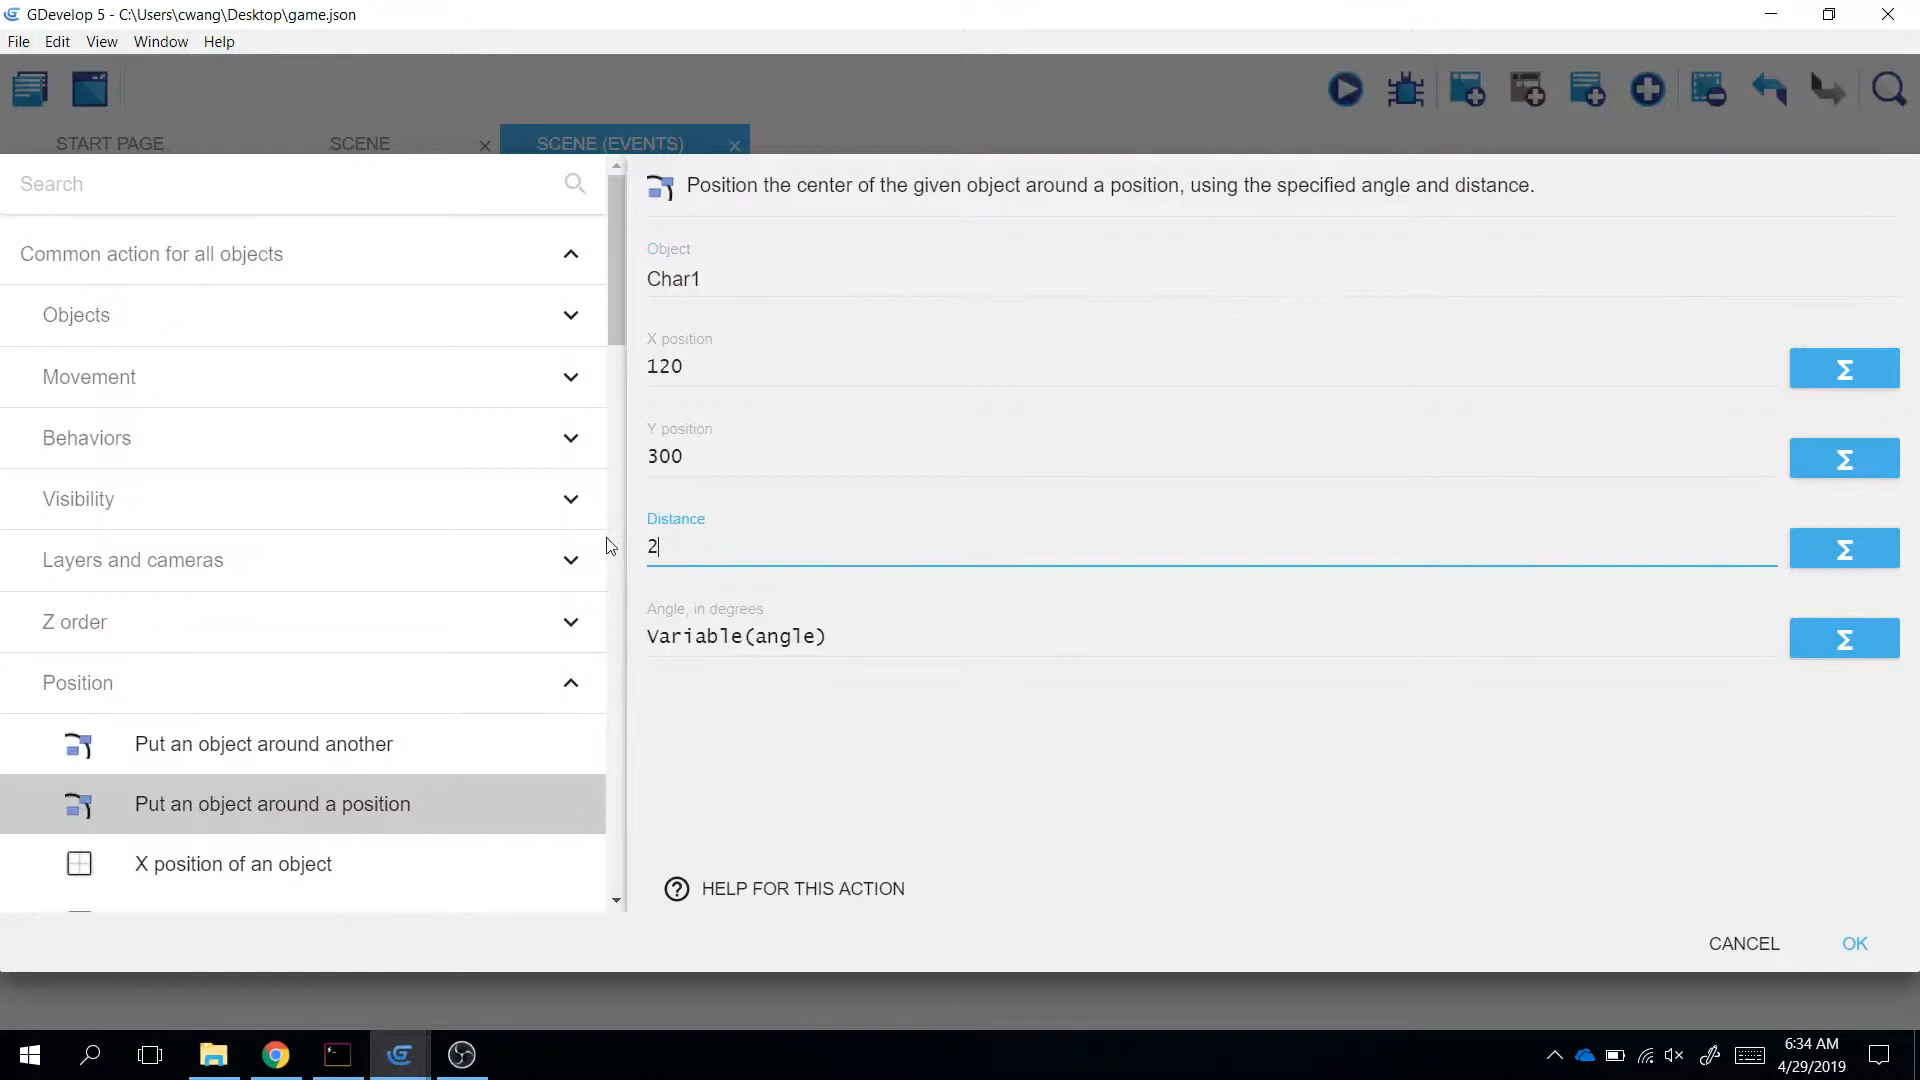 GDevelop 5 - C:\Users\cwang\Desktop\game.json
File Edit View Window Help
START PAGE SCENE SCENE (EVENTS)
Search
Common action for all objects
Objects
Movement
Behaviors
Visibility
Layers and cameras
Z order
Position
Put an object around another
Put an object around a position
X position of an object
Position the center of the given object around a position, using the specified angle and distance.
Object
Char1
X position
120
Σ
Y position
300
Σ
Distance
2
Σ
Angle, in degrees
Variable(angle)
Σ
HELP FOR THIS ACTION
CANCEL OK
6:34 AM
4/29/2019